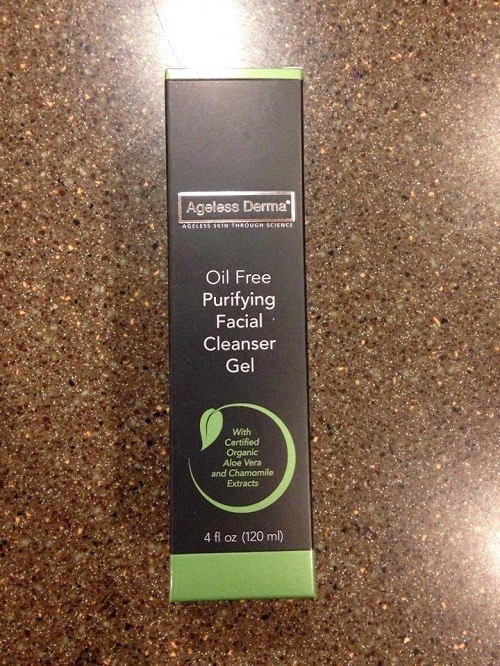 Ageless Derma®
AGELESS SKIN THROUGH SCIENCE
Oil Free
Purifying
Facial
Cleanser
Gel
With
Certified
Organic
Aloe Vera
and Chamomile
Extracts
4 fl oz (120 ml)